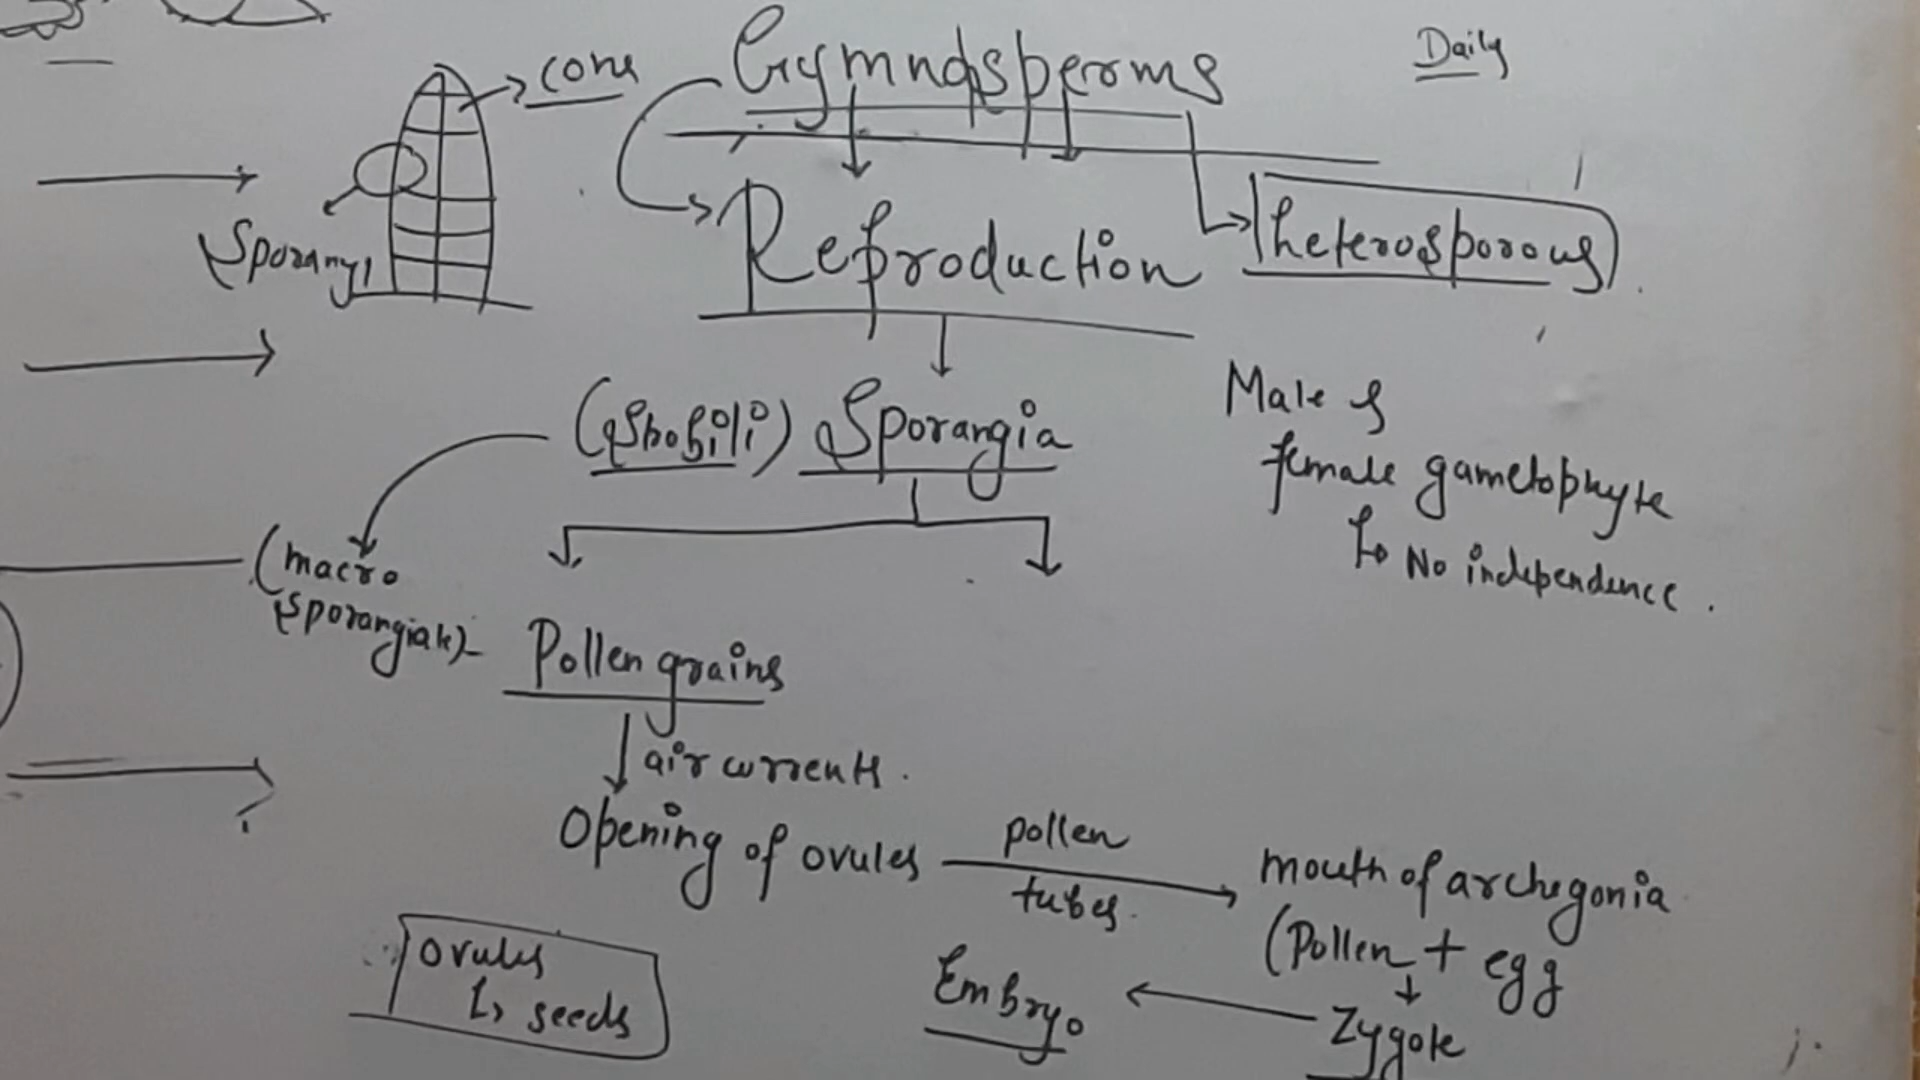 Daily
Gymnosperms
cone
Sporangi
Reproduction
heterosporous
(Strobili) Sporangia
Male &
female gametophyte
↳ No independence.
(macro
sporangiate)
Pollen grains
air currents.
Opening of ovules
pollen
tubes.
mouth of archegonia
(Pollen + egg
Zygote
Embryo
ovules
↳ seeds